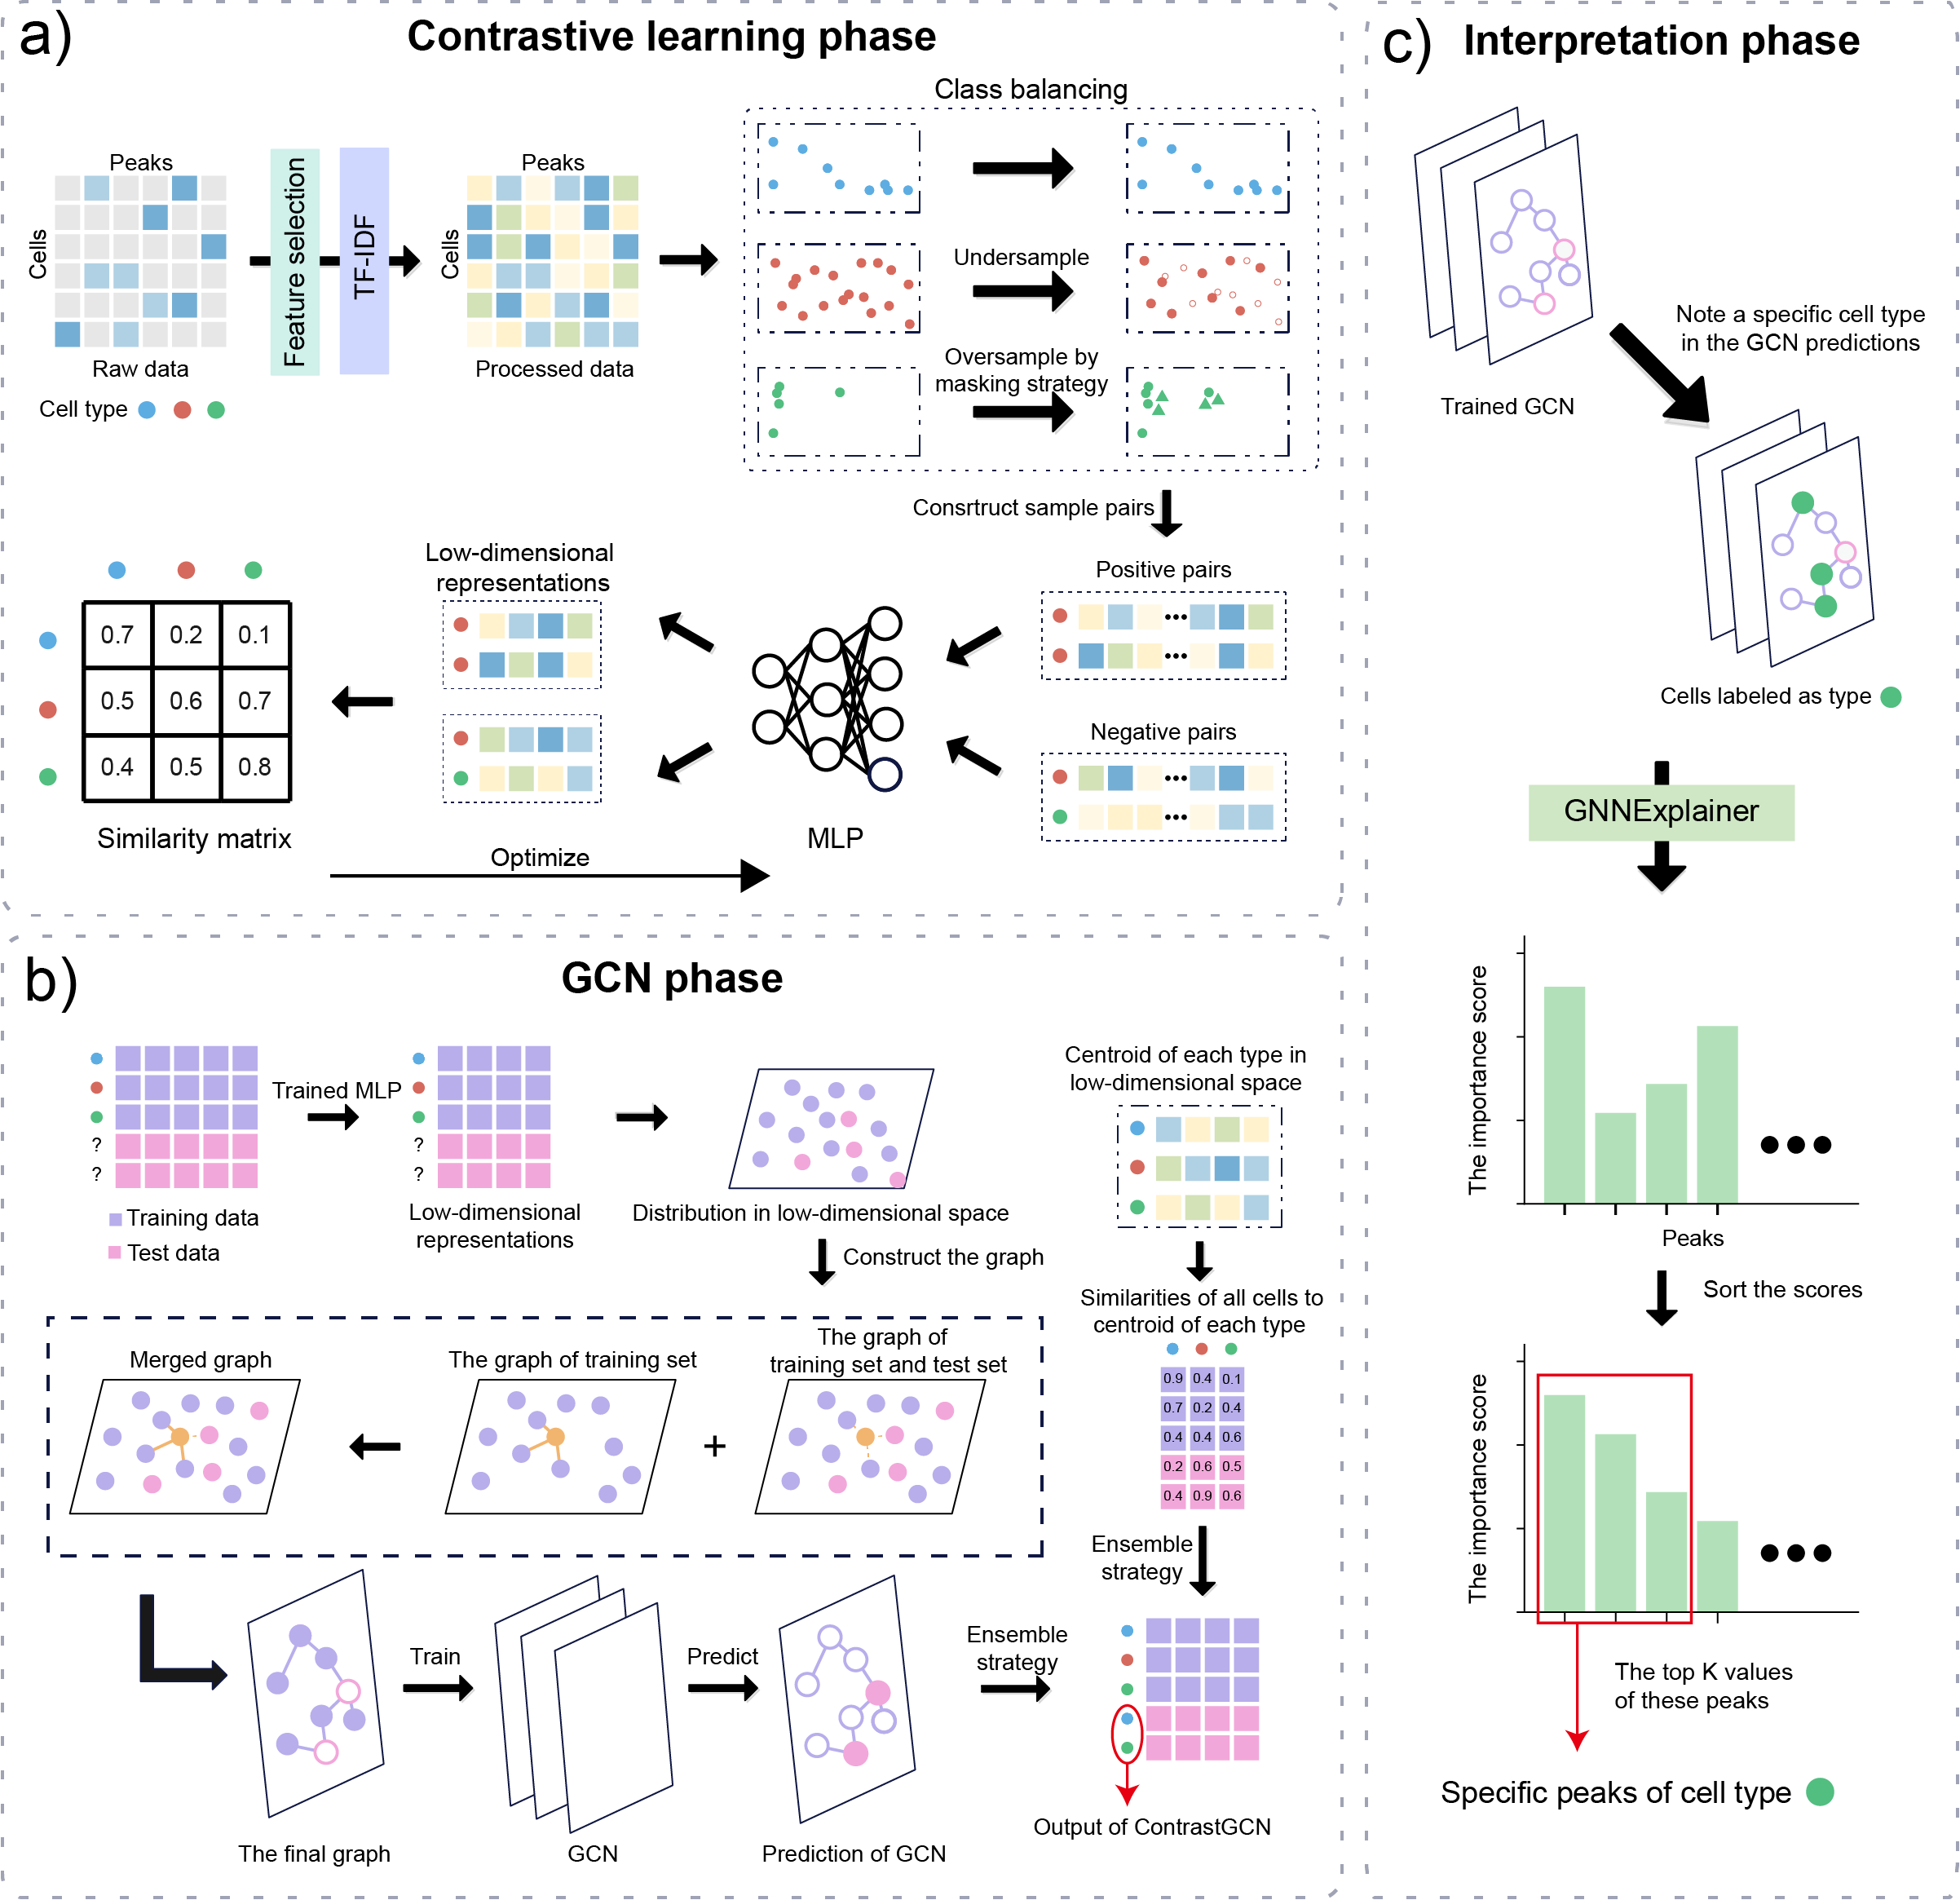 a)
Contrastive learning phase
Class balancing
Peaks
Cells
Raw data
Cell type
Feature selection
TF-IDF
Peaks
Cells
Processed data
Undersample
Oversample by
masking strategy
Consrtruct sample pairs
Positive pairs
Negative pairs
MLP
Low-dimensional
representations
0.7 0.2 0.1
0.5 0.6 0.7
0.4 0.5 0.8
Similarity matrix
Optimize
b)
GCN phase
?
?
Training data
Test data
Trained MLP
?
?
Low-dimensional
representations
Distribution in low-dimensional space
Construct the graph
Centroid of each type in
low-dimensional space
Similarities of all cells to
centroid of each type
0.9 0.4 0.1
0.7 0.2 0.4
0.4 0.4 0.6
0.2 0.6 0.5
0.4 0.9 0.6
Ensemble
strategy
Merged graph
The graph of training set
+
The graph of
training set and test set
The final graph
Train
GCN
Predict
Prediction of GCN
Ensemble
strategy
Output of ContrastGCN
c)
Interpretation phase
Trained GCN
Note a specific cell type
in the GCN predictions
Cells labeled as type
GNNExplainer
The importance score
Peaks
Sort the scores
The importance score
The top K values
of these peaks
Specific peaks of cell type